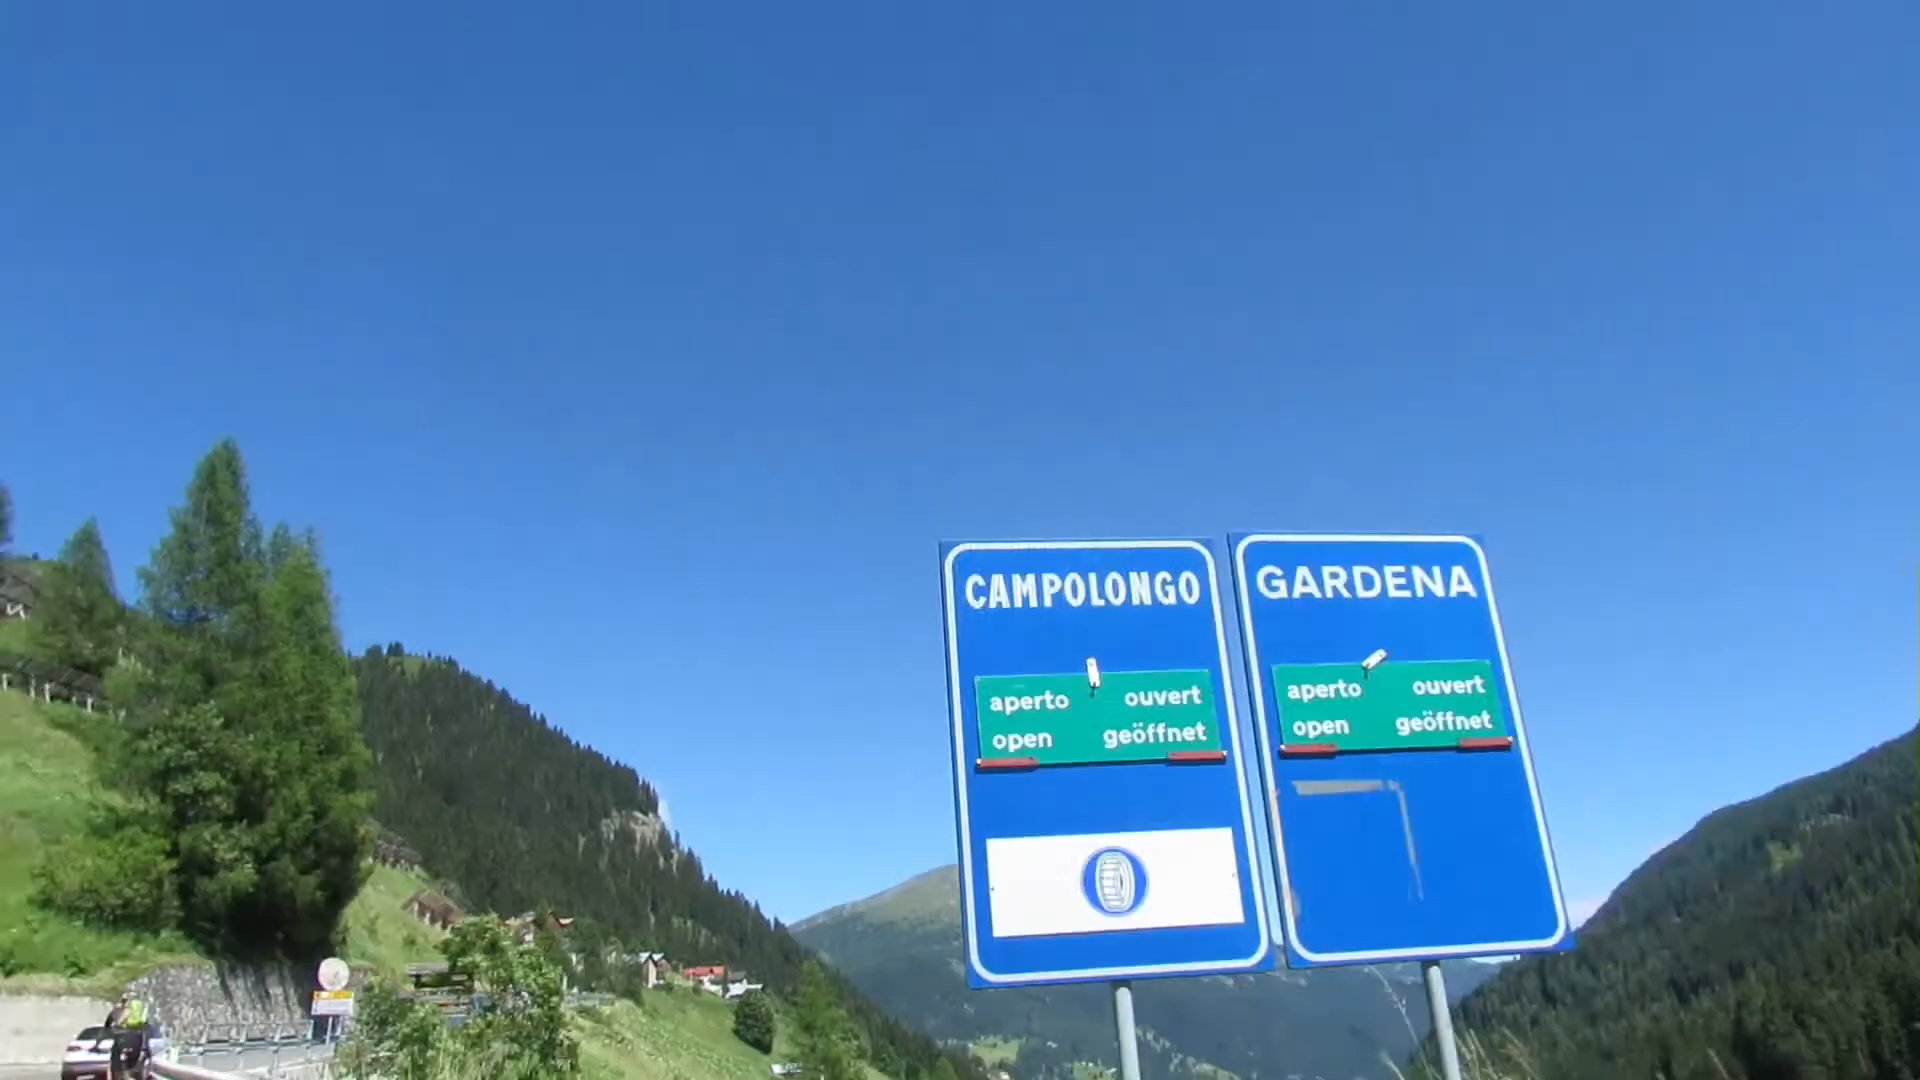 CAMPOLONGO
aperto ouvert
open geöffnet
GARDENA
aperto ouvert
open geöffnet